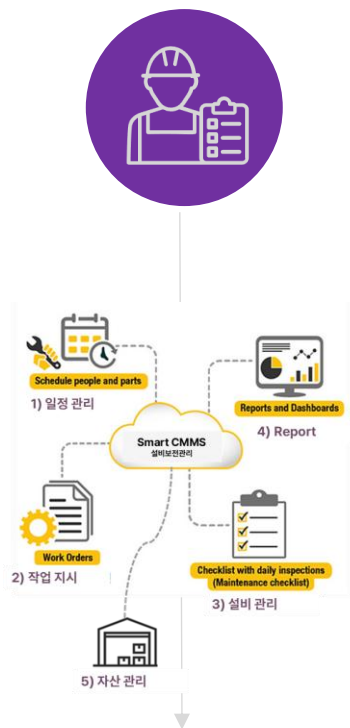 Schedule people and parts
1) 일정 관리
Reports and Dashboards
4) Report
Smart CMMS
설비보전관리
Work Orders
2) 작업 지시
Checklist with daily inspections
(Maintenance checklist)
3) 설비 관리
5) 자산 관리